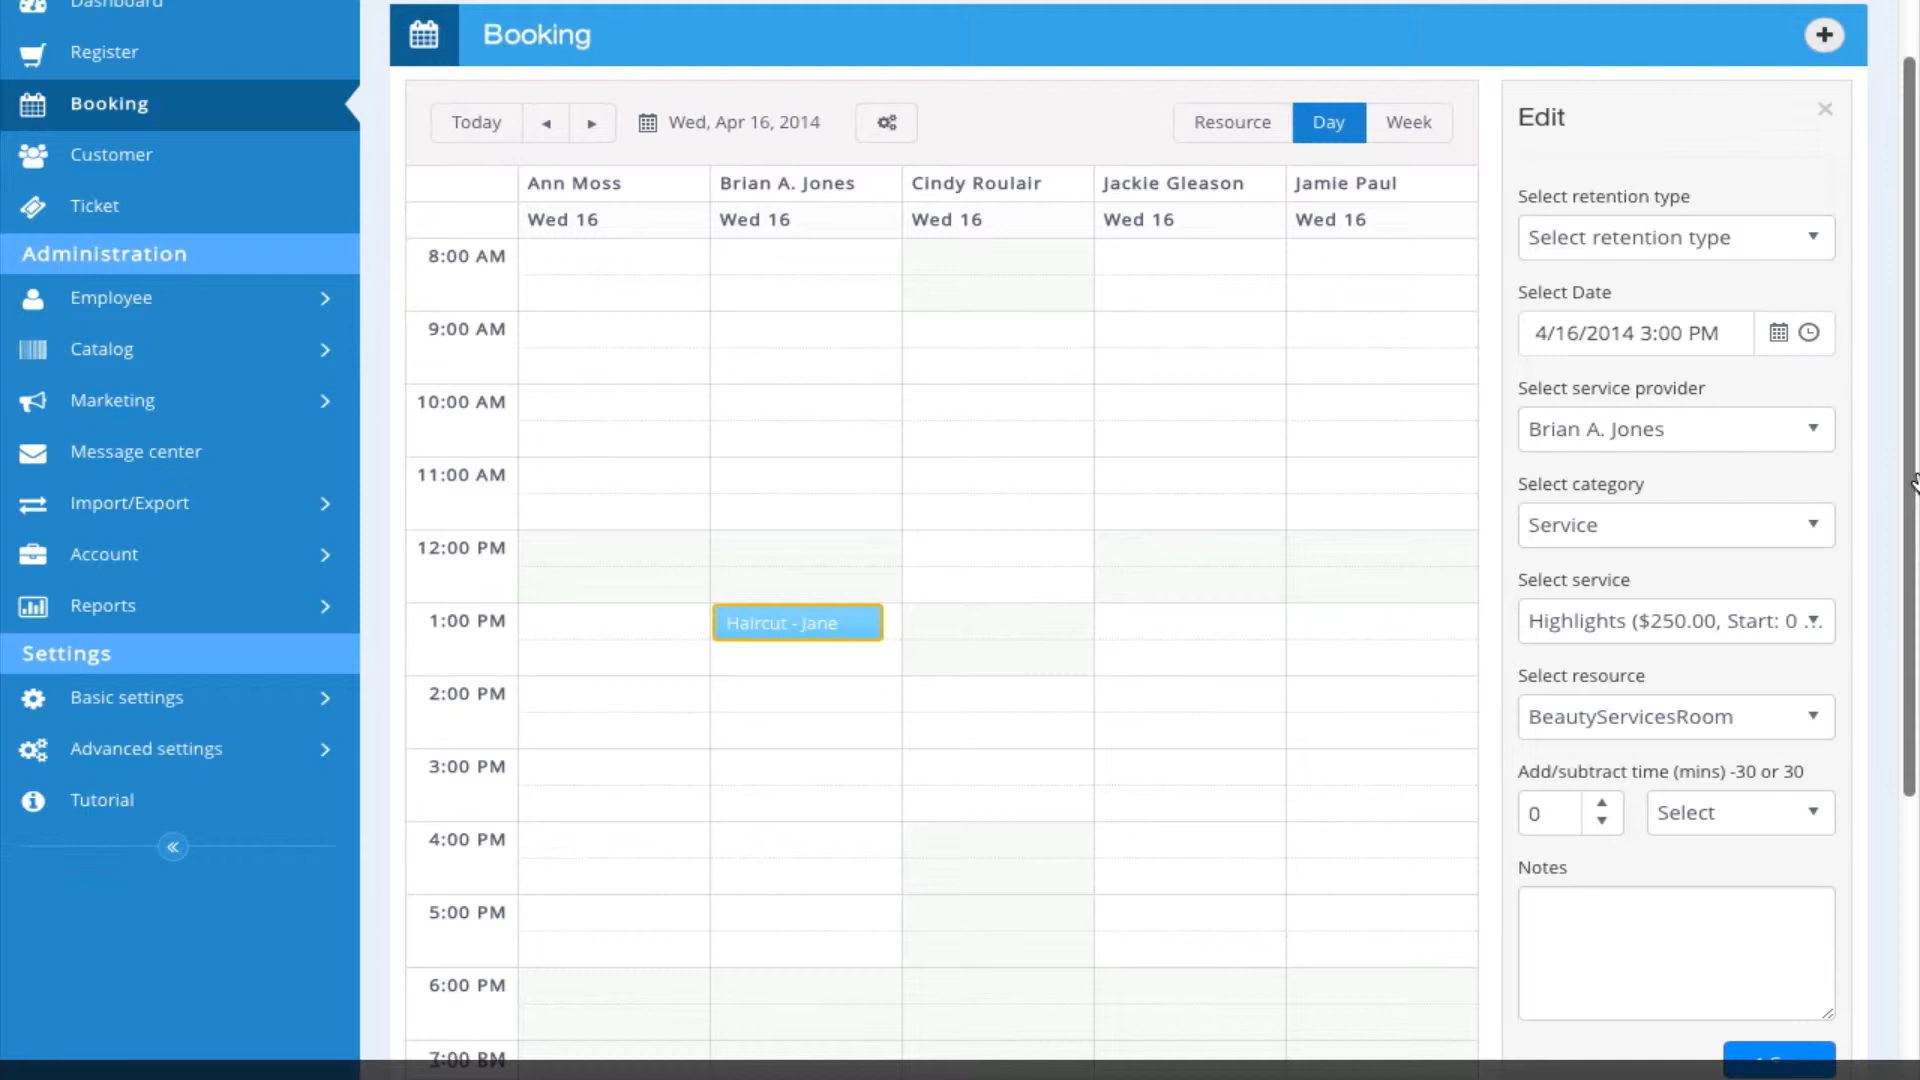 Dashboard
Register
Booking
Customer
Ticket
Administration
Employee
Catalog
Marketing
Message center
Import/Export
Account
Reports
Settings
Basic settings
Advanced settings
Tutorial
Booking
Today
Wed, Apr 16, 2014
Resource
Day
Week
Ann Moss
Brian A. Jones
Cindy Roulair
Jackie Gleason
Jamie Paul
Wed 16
Wed 16
Wed 16
Wed 16
Wed 16
8:00 AM
9:00 AM
10:00 AM
11:00 AM
12:00 PM
1:00 PM
Haircut - Jane
2:00 PM
3:00 PM
4:00 PM
5:00 PM
6:00 PM
7:00 PM
Edit
Select retention type
Select retention type
Select Date
4/16/2014 3:00 PM
Select service provider
Brian A. Jones
Select category
Service
Select service
Highlights ($250.00, Start: 0 ...
Select resource
BeautyServicesRoom
Add/subtract time (mins) -30 or 30
0
Select
Notes